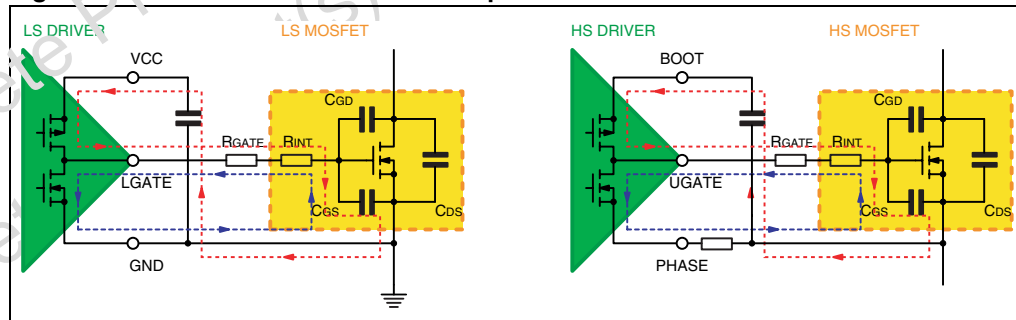 LS DRIVER
LS MOSFET
VCC
CGD
RGATE
RINT
LGATE
CGS
CDS
GND
HS DRIVER
HS MOSFET
BOOT
CGD
RGATE
RINT
UGATE
CGS
CDS
PHASE